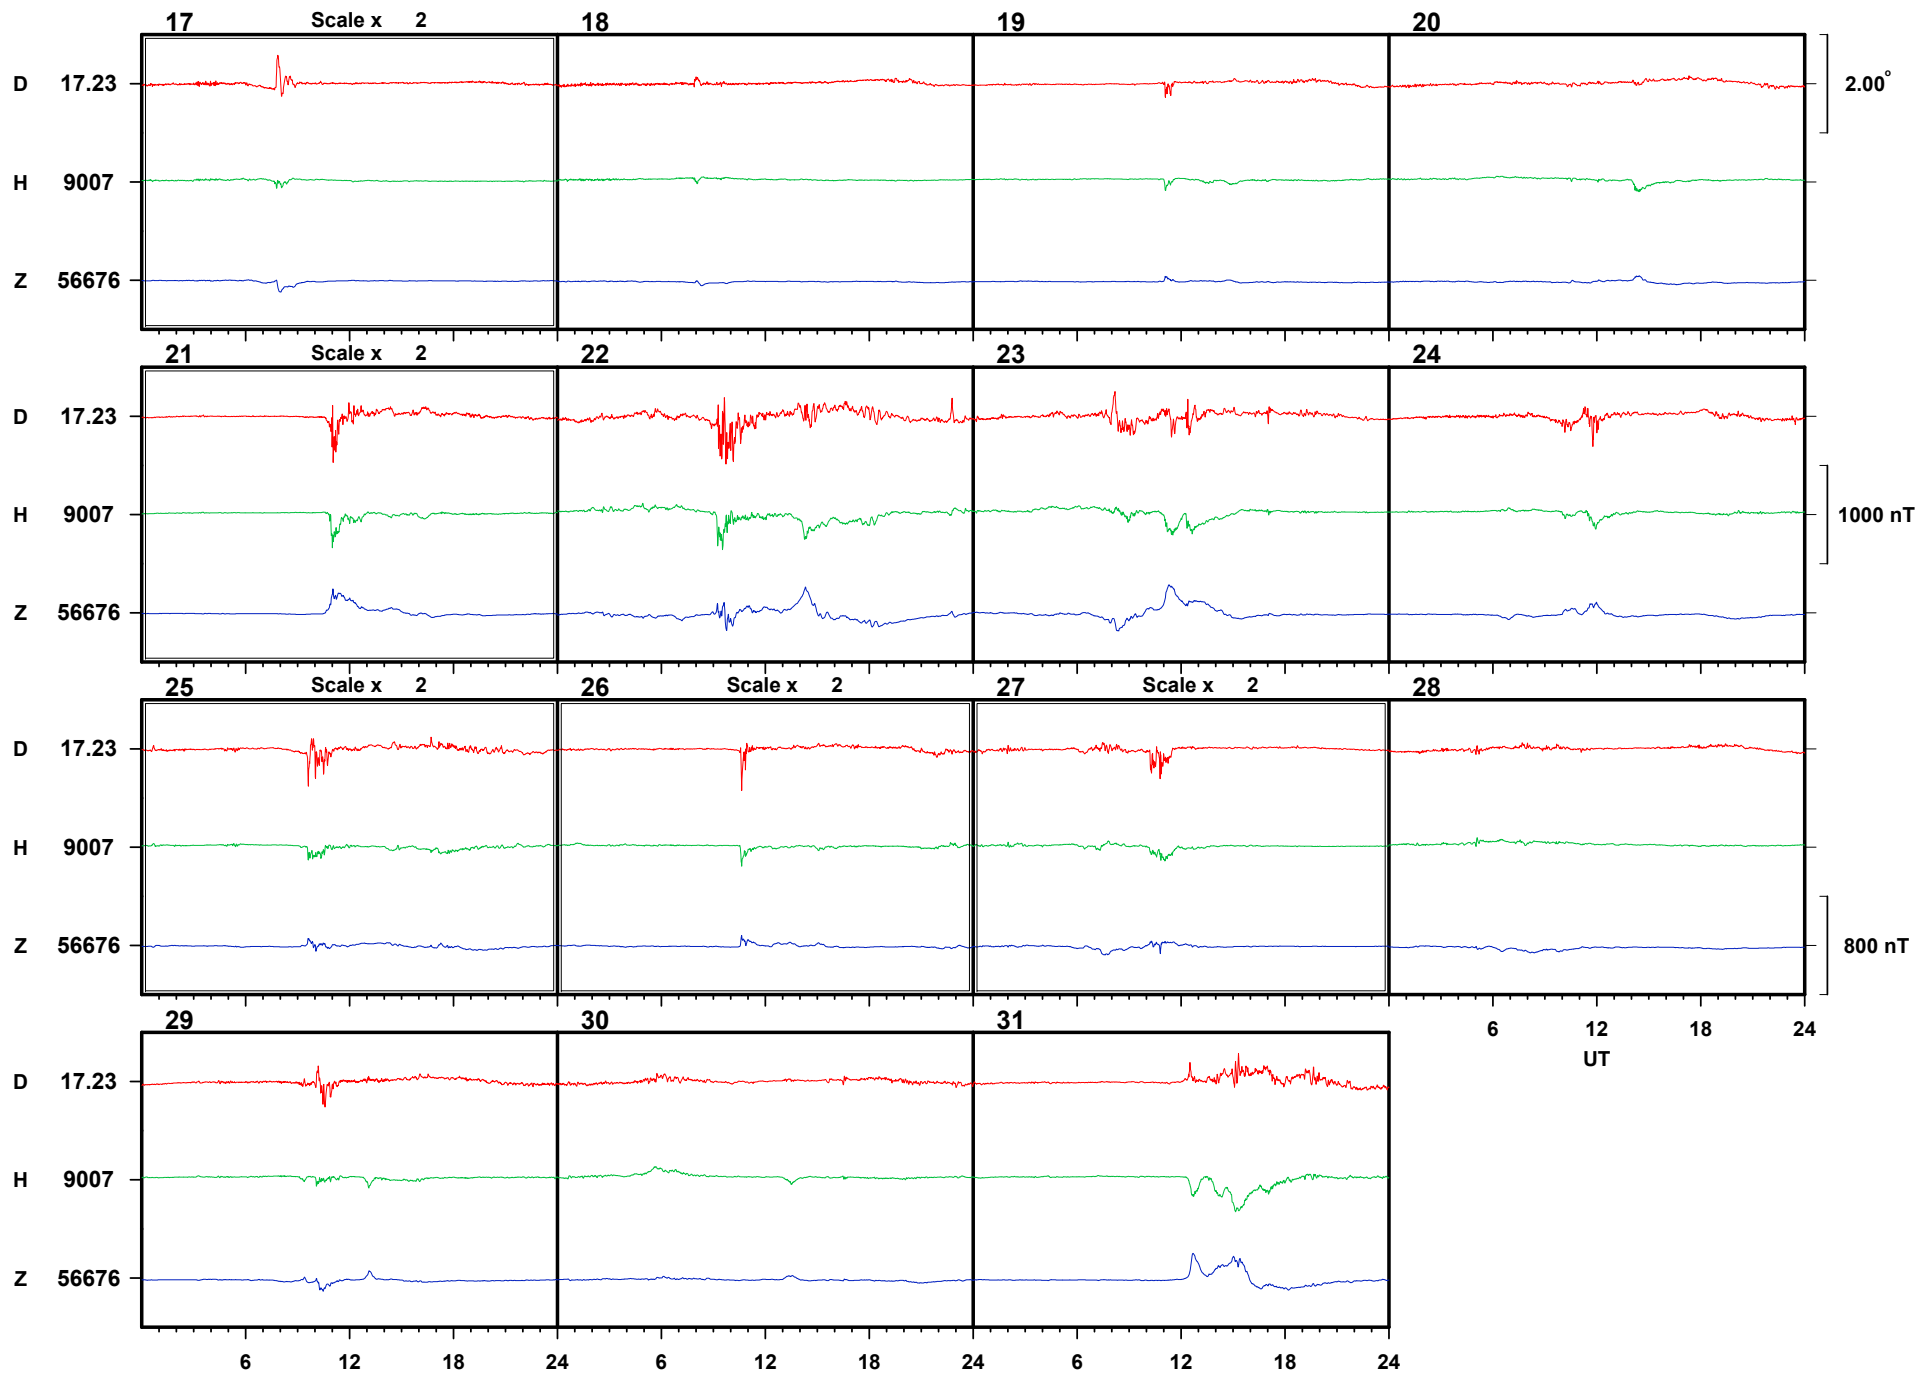 17 Scale x 2 18 19 20
D 17.23 2.00°
H 9007
Z 56676
21 Scale x 2 22 23 24
D 17.23
H 9007 1000 nT
Z 56676
25 Scale x 2 26 Scale x 2 27 Scale x 2 28
D 17.23
H 9007
Z 56676 800 nT
29 30 31 6 12 18 24
UT
D 17.23
H 9007
Z 56676
6 12 18 24 6 12 18 24 6 12 18 24